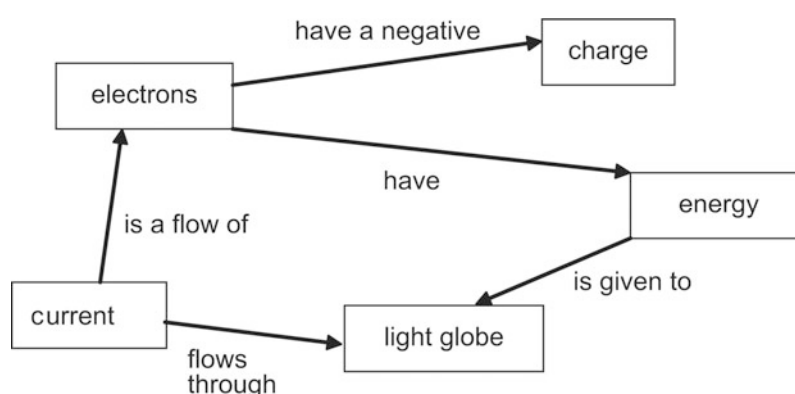 have a negative
charge
electrons
have
energy
is a flow of
is given to
current
light globe
flows
through